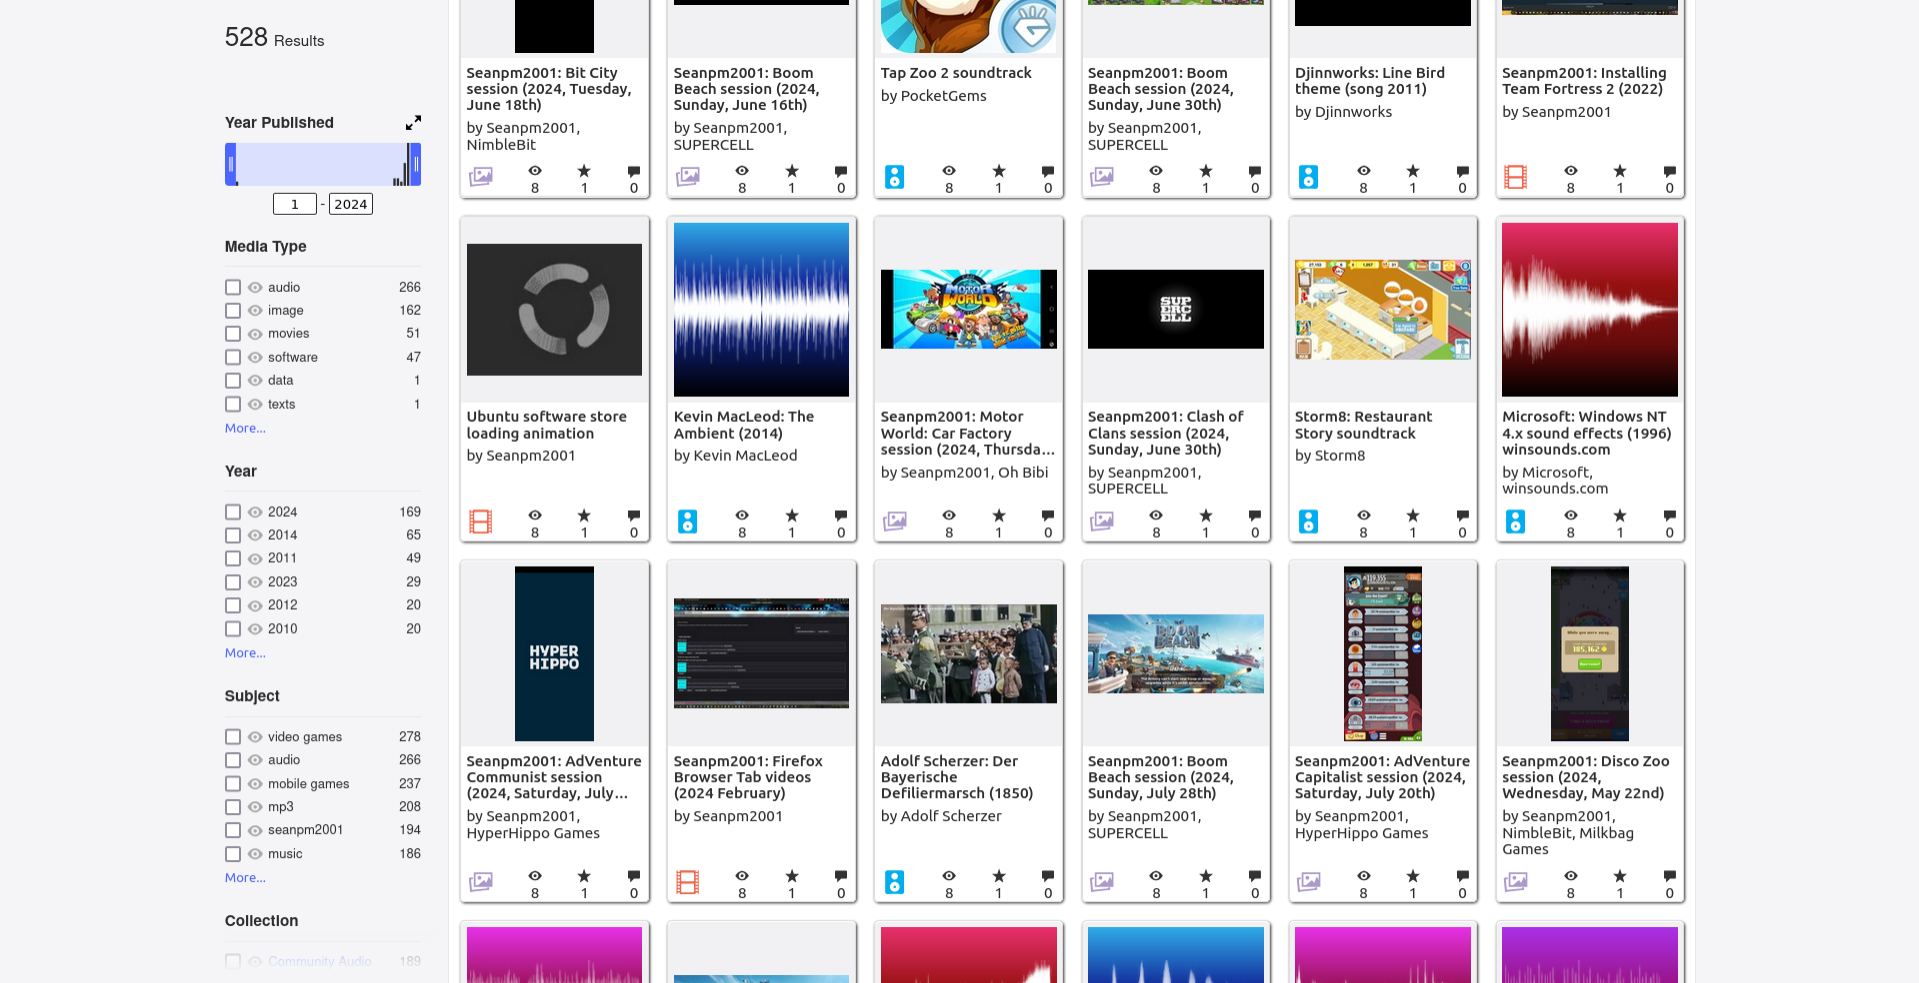 528 Results
Year Published
1 - 2024
Media Type
audio 266
image 162
movies 51
software 47
data 1
texts 1
More...
Year
2024 169
2014 65
2011 49
2023 29
2012 20
2010 20
More...
Subject
video games 278
audio 266
mobile games 237
mp3 208
seanpm2001 194
music 186
More...
Collection
Community Audio 189
Seanpm2001: Bit City
session (2024, Tuesday,
June 18th)
by Seanpm2001,
NimbleBit
8 1 0
Seanpm2001: Boom
Beach session (2024,
Sunday, June 16th)
by Seanpm2001,
SUPERCELL
8 1 0
Tap Zoo 2 soundtrack
by PocketGems
8 1 0
Seanpm2001: Boom
Beach session (2024,
Sunday, June 30th)
by Seanpm2001,
SUPERCELL
8 1 0
Djinnworks: Line Bird
theme (song 2011)
by Djinnworks
8 1 0
Seanpm2001: Installing
Team Fortress 2 (2022)
by Seanpm2001
8 1 0
Ubuntu software store
loading animation
by Seanpm2001
8 1 0
Kevin MacLeod: The
Ambient (2014)
by Kevin MacLeod
8 1 0
MOTOR
WORLD
Seanpm2001: Motor
World: Car Factory
session (2024, Thursda...
by Seanpm2001, Oh Bibi
8 1 0
SUP
ERC
ELL
Seanpm2001: Clash of
Clans session (2024,
Sunday, June 30th)
by Seanpm2001,
SUPERCELL
8 1 0
Storm8: Restaurant
Story soundtrack
by Storm8
8 1 0
Microsoft: Windows NT
4.x sound effects (1996)
winsounds.com
by Microsoft,
winsounds.com
8 1 0
HYPER
HIPPO
Seanpm2001: AdVenture
Communist session
(2024, Saturday, July...
by Seanpm2001,
HyperHippo Games
8 1 0
Seanpm2001: Firefox
Browser Tab videos
(2024 February)
by Seanpm2001
8 1 0
Adolf Scherzer: Der
Bayerische
Defiliermarsch (1850)
by Adolf Scherzer
8 1 0
BOOM
BEACH
Seanpm2001: Boom
Beach session (2024,
Sunday, July 28th)
by Seanpm2001,
SUPERCELL
8 1 0
Seanpm2001: AdVenture
Capitalist session (2024,
Saturday, July 20th)
by Seanpm2001,
HyperHippo Games
8 1 0
While you were away...
185,162
Seanpm2001: Disco Zoo
session (2024,
Wednesday, May 22nd)
by Seanpm2001,
NimbleBit, Milkbag
Games
8 1 0